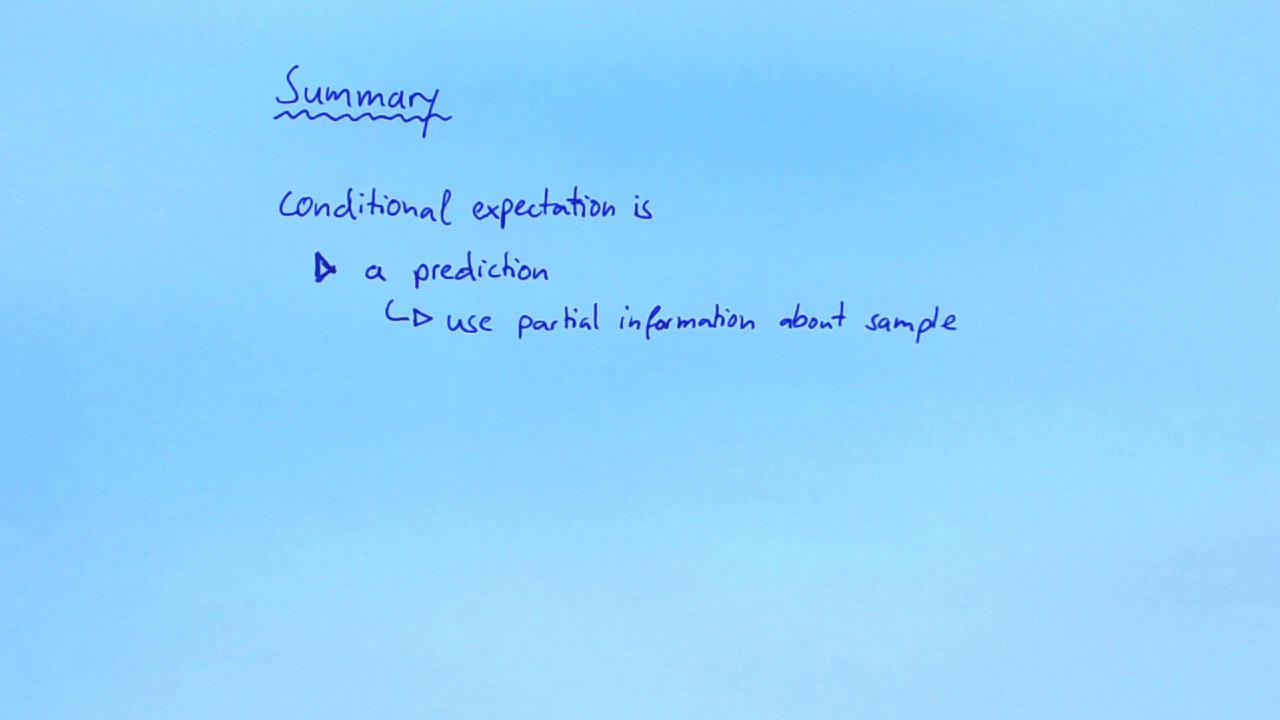 Summary
Conditional expectation is
a prediction
use partial information about sample